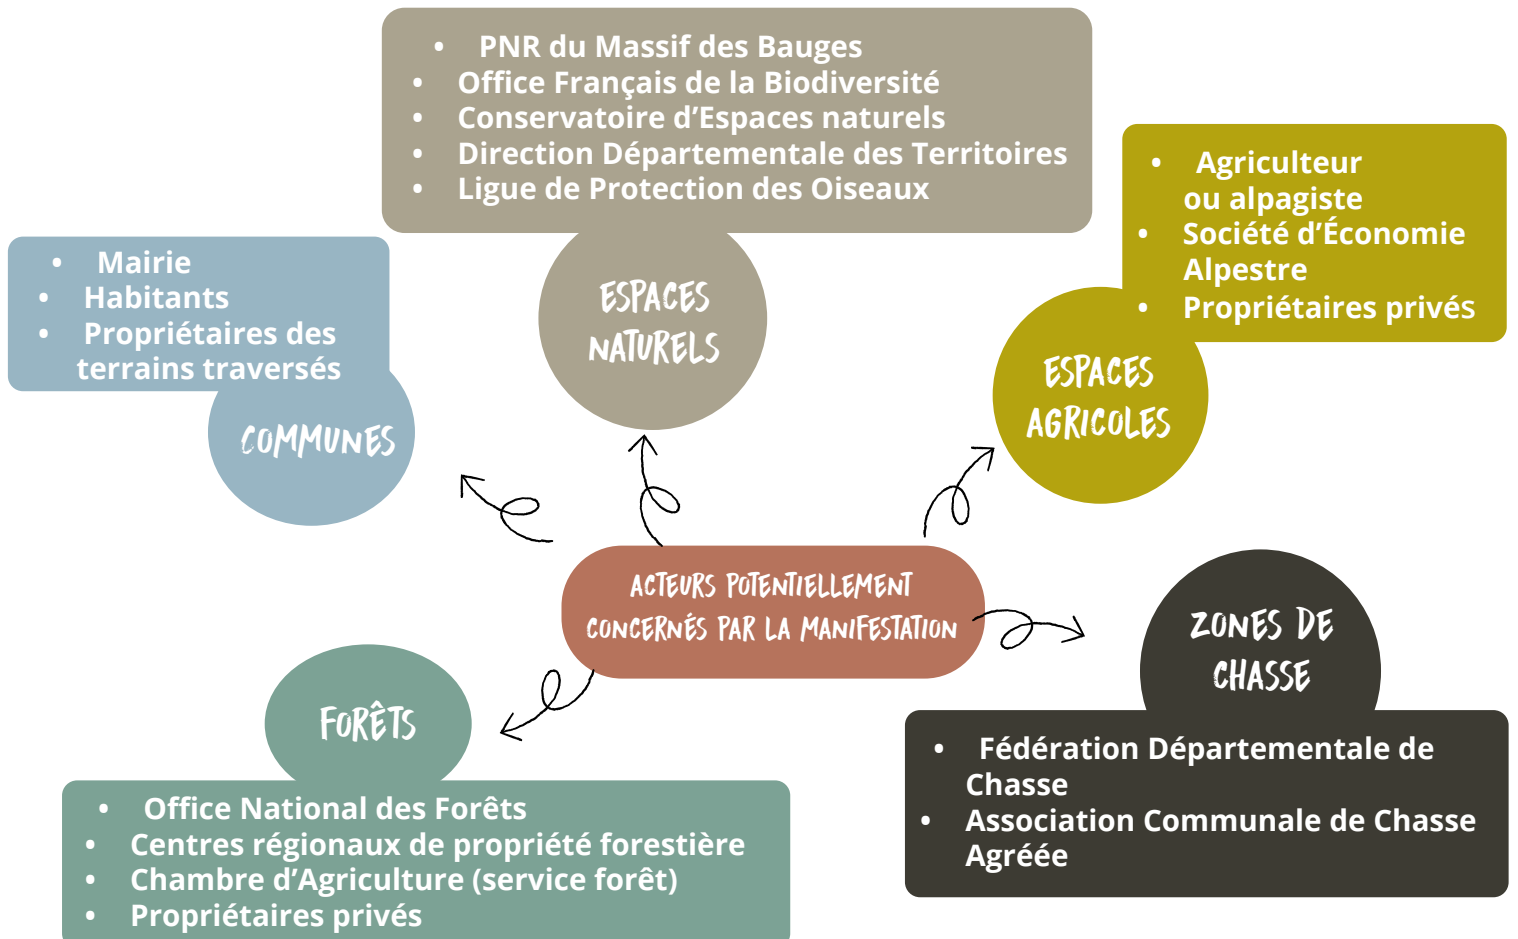 • PNR du Massif des Bauges
• Office Français de la Biodiversité
• Conservatoire d’Espaces naturels
• Direction Départementale des Territoires
• Ligue de Protection des Oiseaux
ESPACES
NATURELS
• Agriculteur
ou alpagiste
• Société d’Économie
Alpestre
• Propriétaires privés
ESPACES
AGRICOLES
• Mairie
• Habitants
• Propriétaires des
terrains traversés
COMMUNES
ACTEURS POTENTIELLEMENT
CONCERNÉS PAR LA MANIFESTATION
ZONES DE
CHASSE
• Fédération Départementale de
Chasse
• Association Communale de Chasse
Agréée
FORÊTS
• Office National des Forêts
• Centres régionaux de propriété forestière
• Chambre d’Agriculture (service forêt)
• Propriétaires privés